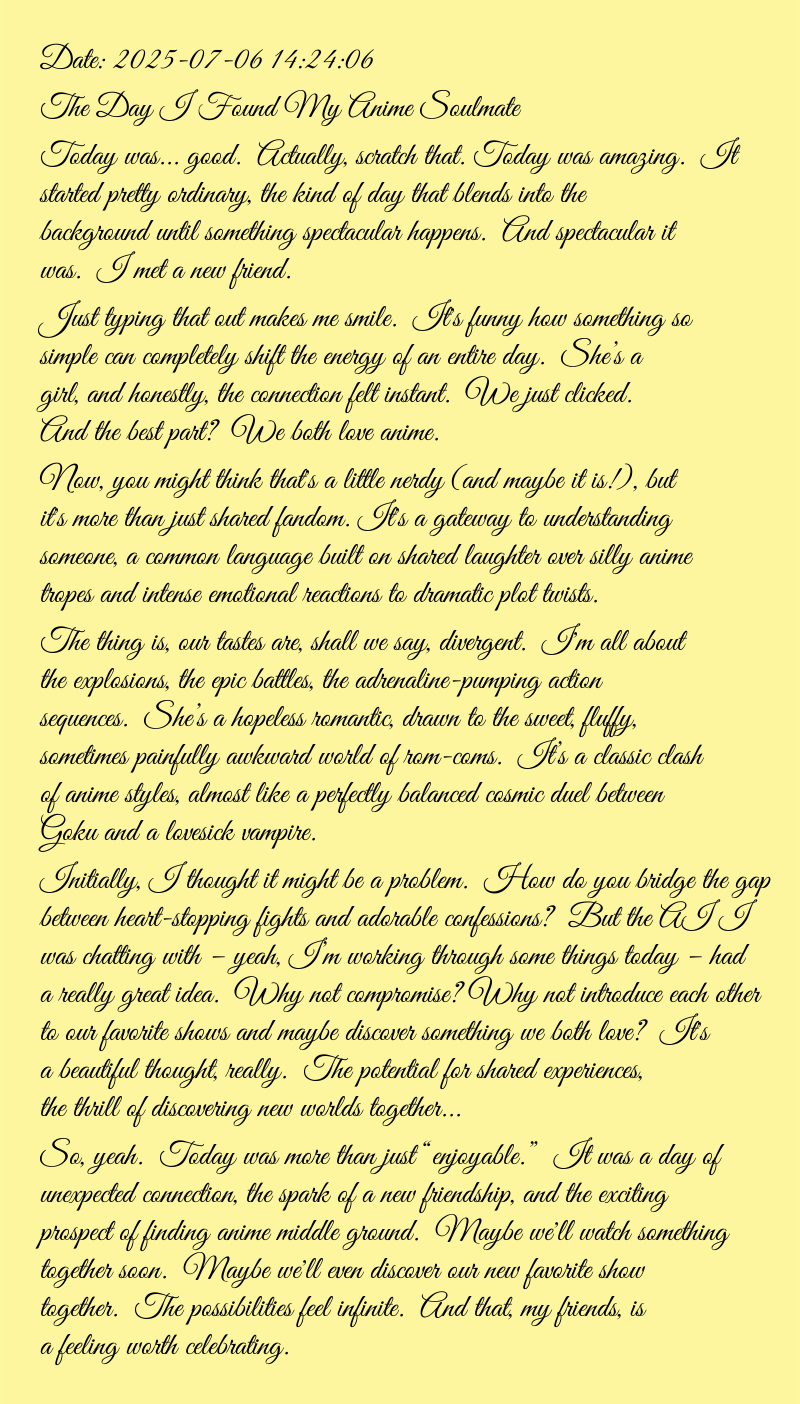 Date: 2025-07-06 14:24:06
The Day I Found My Anime Soulmate
Today was... good.  Actually, scratch that. Today was amazing.  It
started pretty ordinary, the kind of day that blends into the
background until something spectacular happens.  And spectacular it
was.  I met a new friend.
Just typing that out makes me smile.  It's funny how something so
simple can completely shift the energy of an entire day.  She's a
girl, and honestly, the connection felt instant.  We just clicked.
And the best part?  We both love anime.
Now, you might think that's a little nerdy (and maybe it is!), but
it's more than just shared fandom. It's a gateway to understanding
someone, a common language built on shared laughter over silly anime
tropes and intense emotional reactions to dramatic plot twists.
The thing is, our tastes are, shall we say, divergent.  I'm all about
the explosions, the epic battles, the adrenaline-pumping action
sequences.  She's a hopeless romantic, drawn to the sweet, fluffy,
sometimes painfully awkward world of rom-coms.  It's a classic clash
of anime styles, almost like a perfectly balanced cosmic duel between
Goku and a lovesick vampire.
Initially, I thought it might be a problem.  How do you bridge the gap
between heart-stopping fights and adorable confessions?  But the AI I
was chatting with – yeah, I'm working through some things today – had
a really great idea.  Why not compromise? Why not introduce each other
to our favorite shows and maybe discover something we both love?  It's
a beautiful thought, really.  The potential for shared experiences,
the thrill of discovering new worlds together...
So, yeah.  Today was more than just “enjoyable.”  It was a day of
unexpected connection, the spark of a new friendship, and the exciting
prospect of finding anime middle ground.  Maybe we'll watch something
together soon.  Maybe we'll even discover our new favorite show
together.  The possibilities feel infinite.  And that, my friends, is
a feeling worth celebrating.